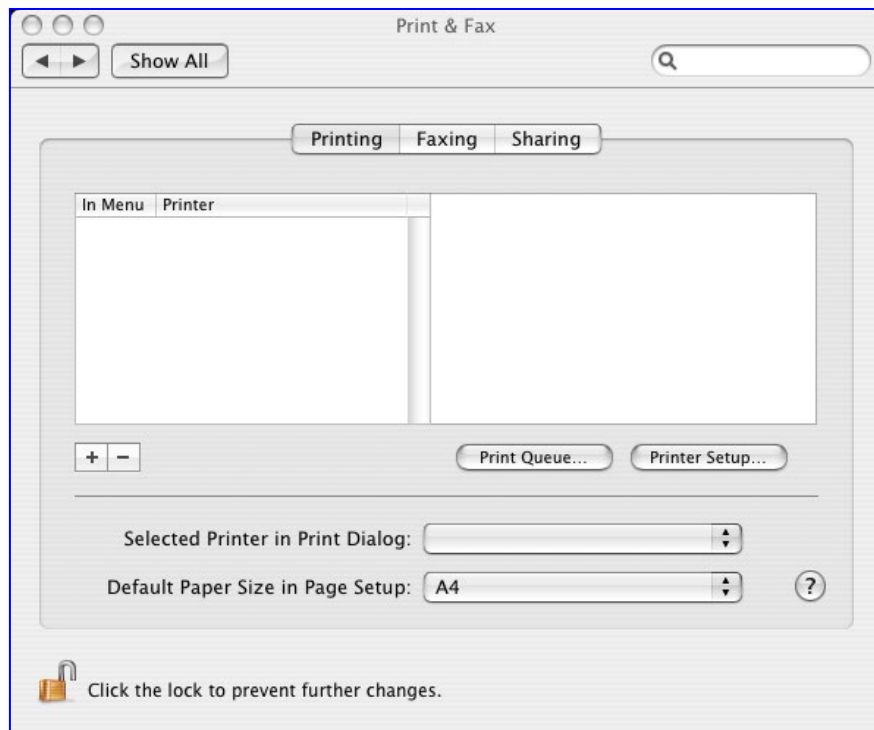 Print & Fax
Show All
Printing Faxing Sharing
In Menu Printer
+ − Print Queue... Printer Setup...
Selected Printer in Print Dialog:
Default Paper Size in Page Setup: A4 ?
Click the lock to prevent further changes.